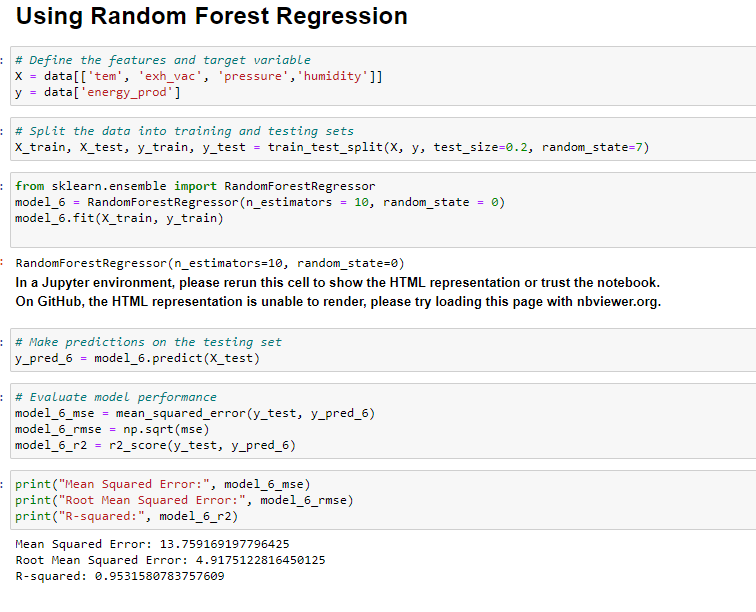 Using Random Forest Regression
# Define the features and target variable
X = data[['tem', 'exh_vac', 'pressure','humidity']]
y = data['energy_prod']
# Split the data into training and testing sets
X_train, X_test, y_train, y_test = train_test_split(X, y, test_size=0.2, random_state=7)
from sklearn.ensemble import RandomForestRegressor
model_6 = RandomForestRegressor(n_estimators = 10, random_state = 0)
model_6.fit(X_train, y_train)
RandomForestRegressor(n_estimators=10, random_state=0)
In a Jupyter environment, please rerun this cell to show the HTML representation or trust the notebook.
On GitHub, the HTML representation is unable to render, please try loading this page with nbviewer.org.
# Make predictions on the testing set
y_pred_6 = model_6.predict(X_test)
# Evaluate model performance
model_6_mse = mean_squared_error(y_test, y_pred_6)
model_6_rmse = np.sqrt(mse)
model_6_r2 = r2_score(y_test, y_pred_6)
print("Mean Squared Error:", model_6_mse)
print("Root Mean Squared Error:", model_6_rmse)
print("R-squared:", model_6_r2)
Mean Squared Error: 13.759169197796425
Root Mean Squared Error: 4.9175122816450125
R-squared: 0.9531580783757609